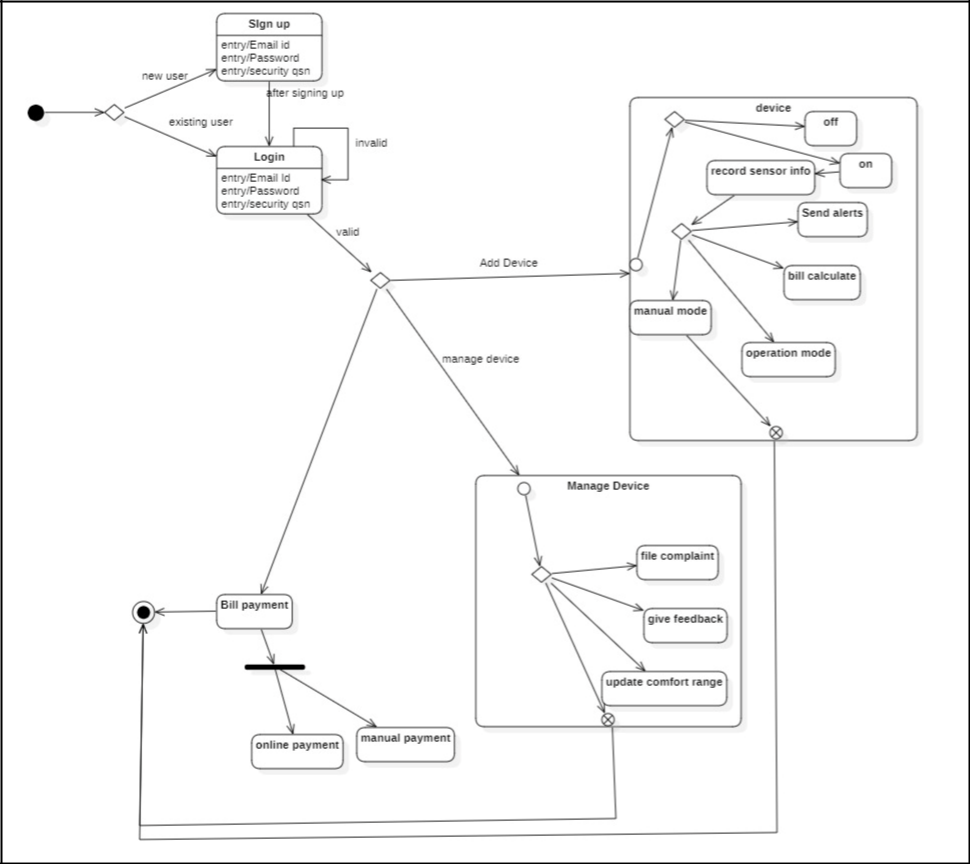 SIgn up
entry/Email id
entry/Password
entry/security qsn
new user
after signing up
existing user
Login
entry/Email Id
entry/Password
entry/security qsn
invalid
valid
Add Device
manage device
device
off
on
record sensor info
Send alerts
bill calculate
manual mode
operation mode
Manage Device
file complaint
give feedback
update comfort range
Bill payment
online payment
manual payment